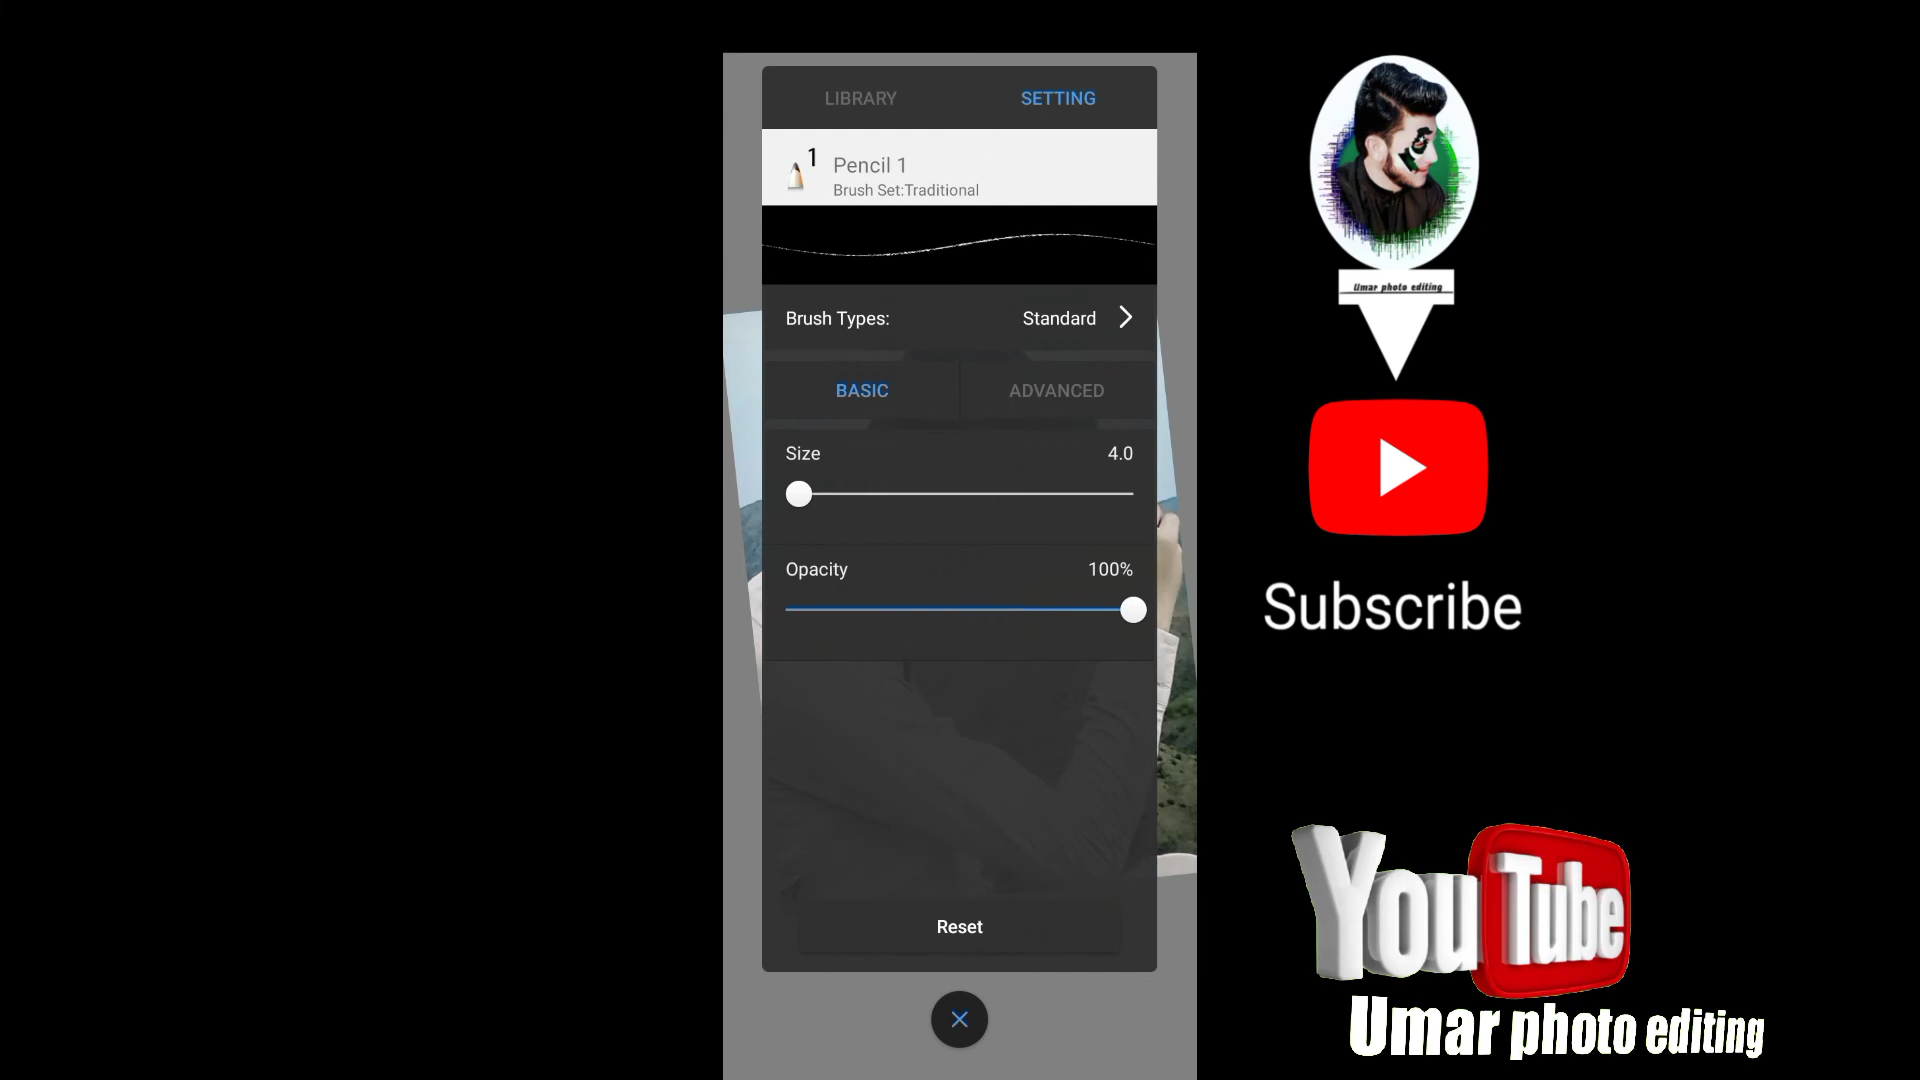 LIBRARY
SETTING
1
Pencil 1
Brush Set:Traditional
Brush Types:
Standard
BASIC
ADVANCED
Size
4.0
Opacity
100%
Reset
Umar photo editing
Subscribe
YouTube
Umar photo editing